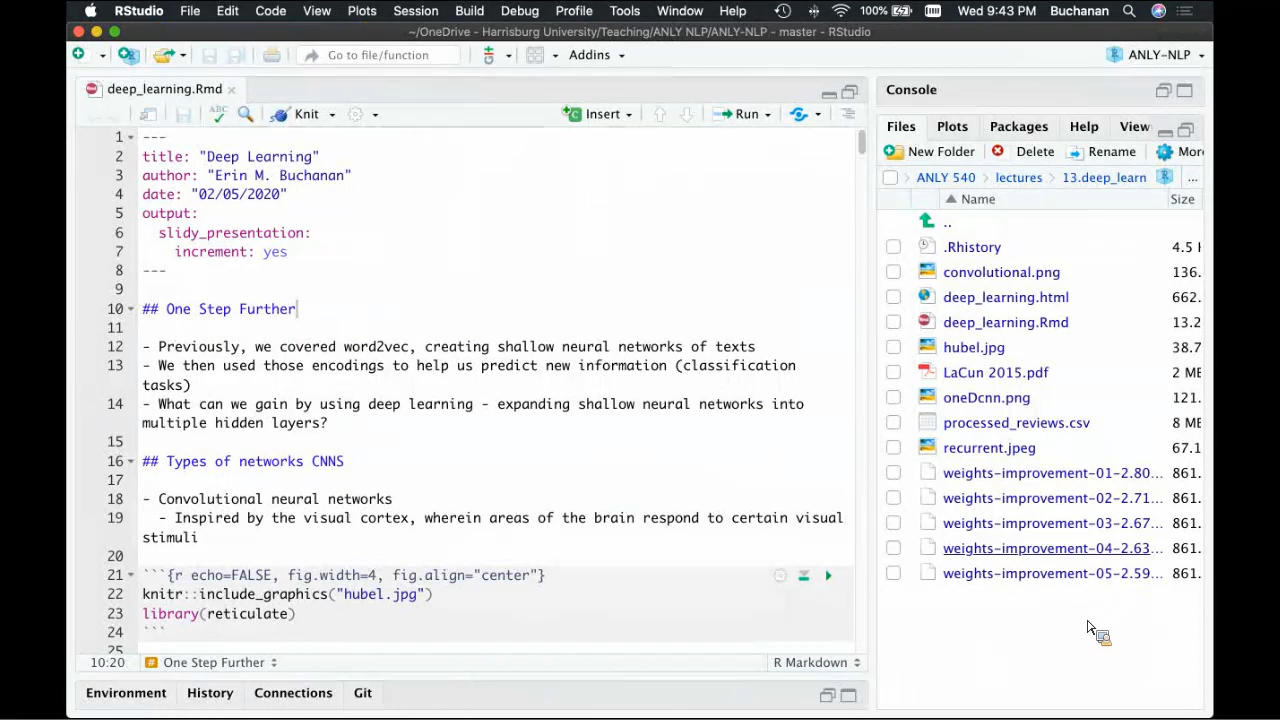 RStudio File Edit Code View Plots Session Build Debug Profile Tools Window Help 100% Wed 9:43 PM Buchanan
~/OneDrive - Harrisburg University/Teaching/ANLY NLP/ANLY-NLP - master - RStudio
Go to file/function Addins ANLY-NLP
deep_learning.Rmd
ABC Knit Insert Run
1 ---
2 title: "Deep Learning"
3 author: "Erin M. Buchanan"
4 date: "02/05/2020"
5 output:
6 slidy_presentation:
7 increment: yes
8 ---
9
10 ## One Step Further
11
12 - Previously, we covered word2vec, creating shallow neural networks of texts
13 - We then used those encodings to help us predict new information (classification
tasks)
14 - What can we gain by using deep learning - expanding shallow neural networks into
multiple hidden layers?
15
16 ## Types of networks CNNS
17
18 - Convolutional neural networks
19 - Inspired by the visual cortex, wherein areas of the brain respond to certain visual
stimuli
20
21 ```{r echo=FALSE, fig.width=4, fig.align="center"}
22 knitr::include_graphics("hubel.jpg")
23 library(reticulate)
24 ```
25
10:20 # One Step Further R Markdown
Environment History Connections Git
Console
Files Plots Packages Help View
New Folder Delete Rename Mor
ANLY 540 lectures 13.deep_learn ...
Name Size
..
.Rhistory 4.5
convolutional.png 136.
deep_learning.html 662.
deep_learning.Rmd 13.2
hubel.jpg 38.7
LaCun 2015.pdf 2 ME
oneDcnn.png 121.
processed_reviews.csv 8 ME
recurrent.jpeg 67.1
weights-improvement-01-2.80... 861.
weights-improvement-02-2.71... 861.
weights-improvement-03-2.67... 861.
weights-improvement-04-2.63... 861.
weights-improvement-05-2.59... 861.